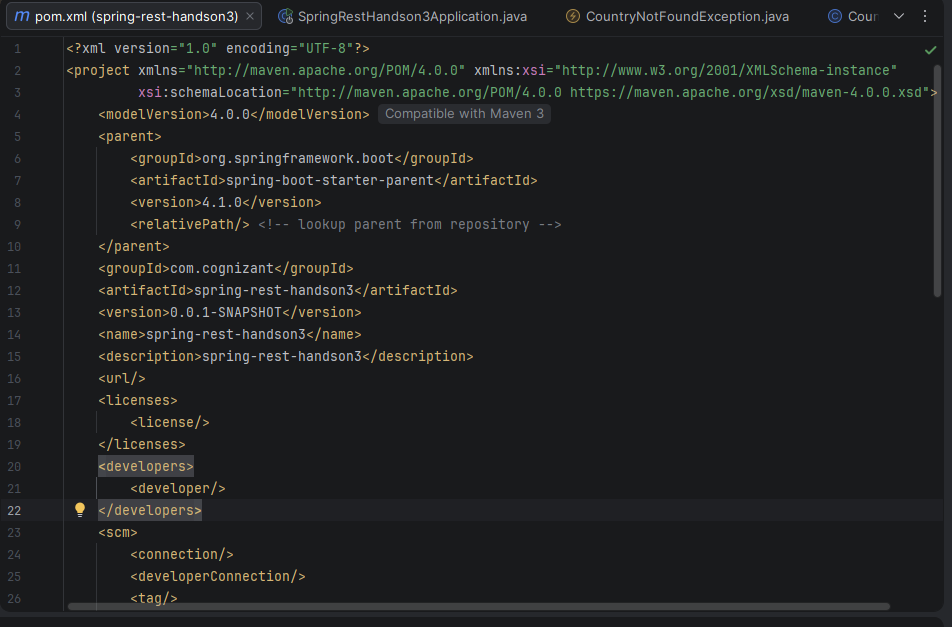 pom.xml (spring-rest-handson3)
SpringRestHandson3Application.java
CountryNotFoundException.java
Cour
1 <?xml version="1.0" encoding="UTF-8"?>
2 <project xmlns="http://maven.apache.org/POM/4.0.0" xmlns:xsi="http://www.w3.org/2001/XMLSchema-instance"
3 xsi:schemaLocation="http://maven.apache.org/POM/4.0.0 https://maven.apache.org/xsd/maven-4.0.0.xsd">
4 <modelVersion>4.0.0</modelVersion> Compatible with Maven 3
5 <parent>
6 <groupId>org.springframework.boot</groupId>
7 <artifactId>spring-boot-starter-parent</artifactId>
8 <version>4.1.0</version>
9 <relativePath/> <!-- lookup parent from repository -->
10 </parent>
11 <groupId>com.cognizant</groupId>
12 <artifactId>spring-rest-handson3</artifactId>
13 <version>0.0.1-SNAPSHOT</version>
14 <name>spring-rest-handson3</name>
15 <description>spring-rest-handson3</description>
16 <url/>
17 <licenses>
18 <license/>
19 </licenses>
20 <developers>
21 <developer/>
22 </developers>
23 <scm>
24 <connection/>
25 <developerConnection/>
26 <tag/>